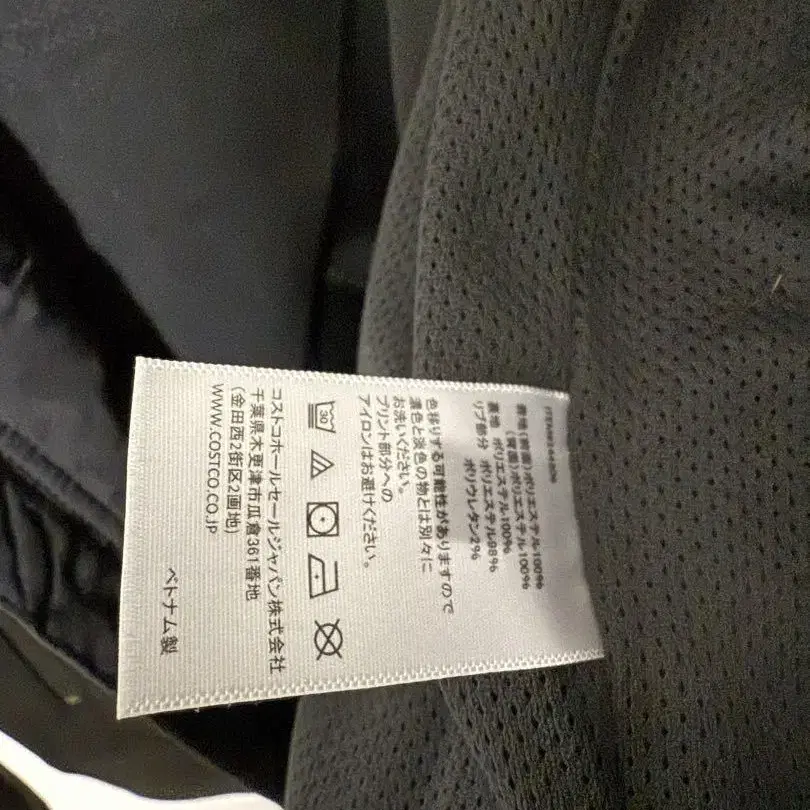 表地(表面)ポリエステル100%
(裏面)ポリエステル100%
裏地 ポリエステル100%
リブ部分 ポリエステル98%
ポリウレタン2%
色移りする可能性がありますので
濃色と淡色の物とは別々に
お洗いください。
プリント部分への
アイロンはお避けください。
30
コストコホールセールジャパン株式会社
千葉県木更津市瓜倉361番地
(金田西2街区2画地)
WWW.COSTCO.CO.JP
ベトナム製